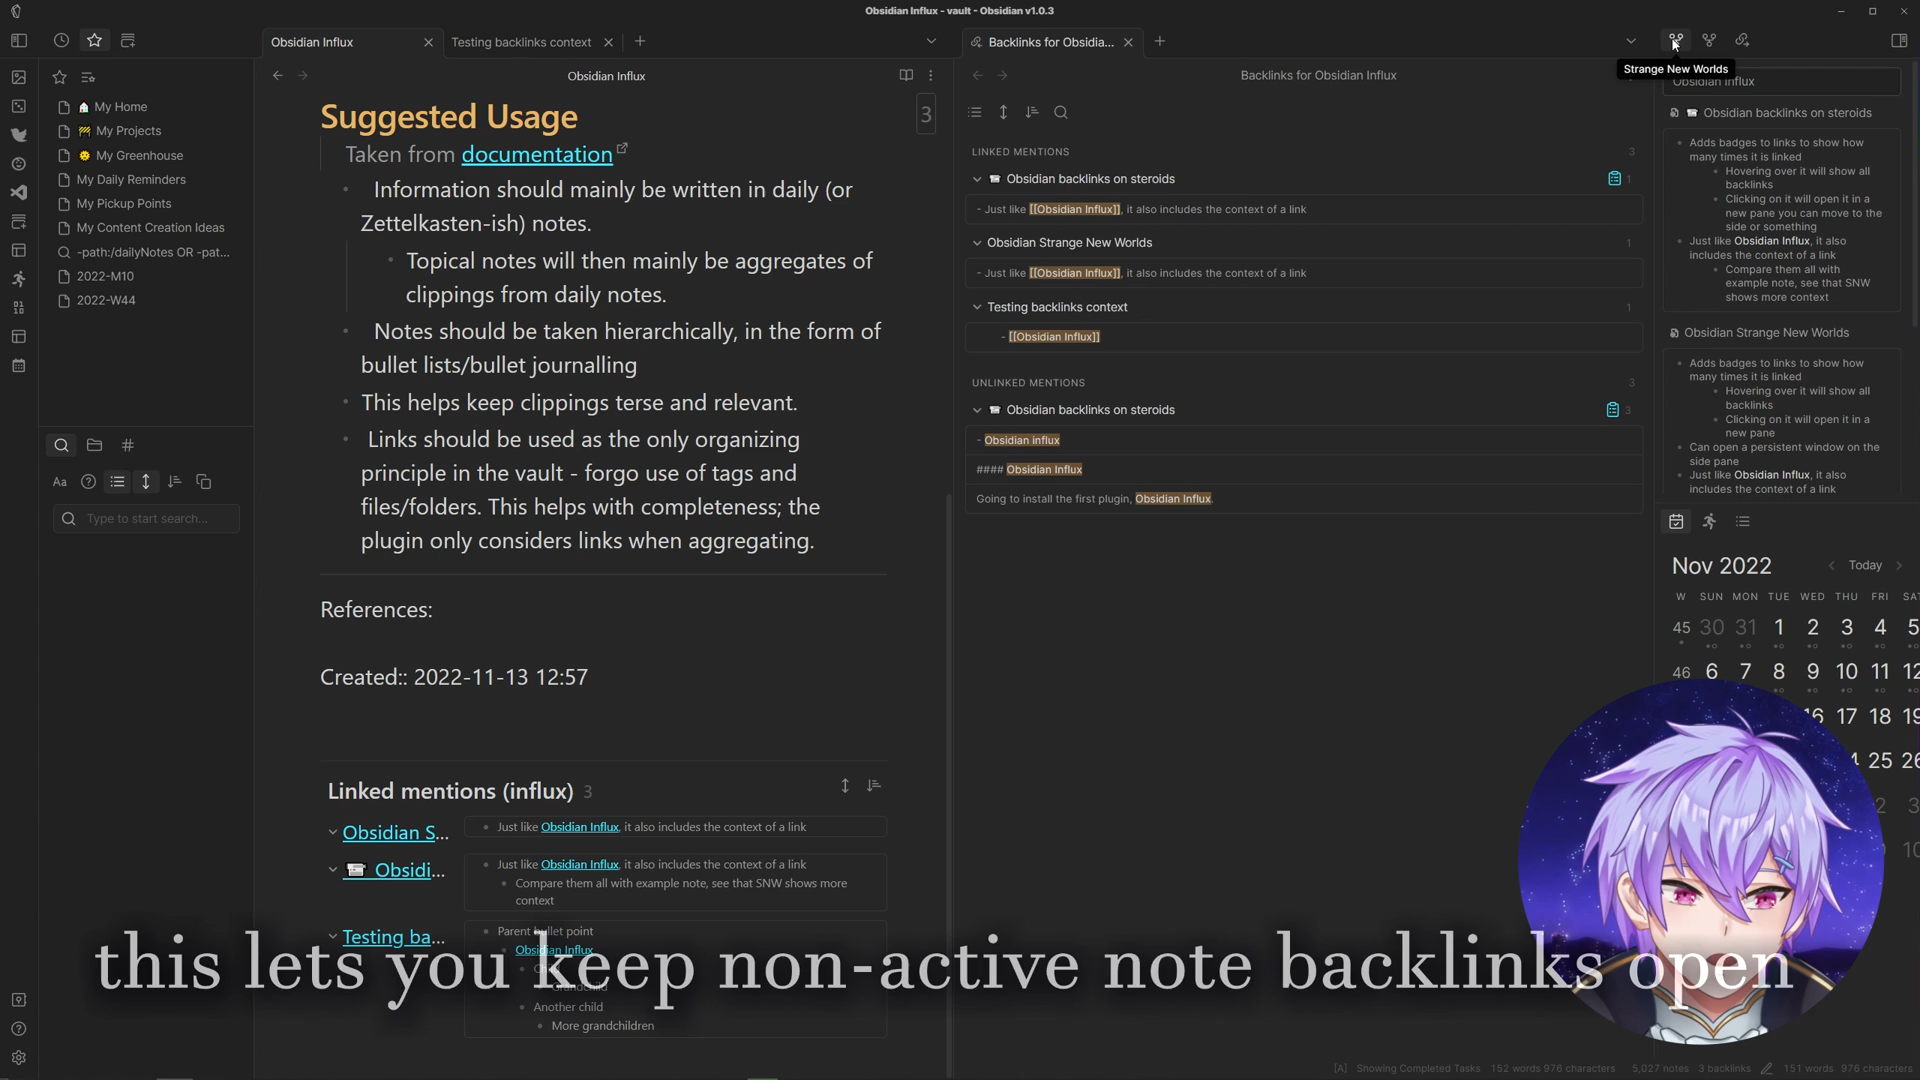 Obsidian Influx - vault - Obsidian v1.0.3
Obsidian Influx
Testing backlinks context
Backlinks for Obsidia...
Strange New Worlds
Obsidian Influx
Backlinks for Obsidian Influx
Obsidian Influx
My Home
My Projects
My Greenhouse
My Daily Reminders
My Pickup Points
My Content Creation Ideas
-path:/dailyNotes OR -pat...
2022-M10
2022-W44
Aa
Type to start search...
Suggested Usage
3
Taken from documentation
Information should mainly be written in daily (or
Zettelkasten-ish) notes.
Topical notes will then mainly be aggregates of
clippings from daily notes.
Notes should be taken hierarchically, in the form of
bullet lists/bullet journalling
This helps keep clippings terse and relevant.
Links should be used as the only organizing
principle in the vault - forgo use of tags and
files/folders. This helps with completeness; the
plugin only considers links when aggregating.
References:
Created:: 2022-11-13 12:57
Linked mentions (influx) 3
Obsidian S...
Just like Obsidian Influx, it also includes the context of a link
Obsidi...
Just like Obsidian Influx, it also includes the context of a link
Compare them all with example note, see that SNW shows more
context
Testing ba...
Parent bullet point
Obsidian Influx
Grandchild
Another child
More grandchildren
LINKED MENTIONS 3
Obsidian backlinks on steroids 1
- Just like [[Obsidian Influx]], it also includes the context of a link
Obsidian Strange New Worlds 1
- Just like [[Obsidian Influx]], it also includes the context of a link
Testing backlinks context 1
- [[Obsidian Influx]]
UNLINKED MENTIONS 3
Obsidian backlinks on steroids 3
- Obsidian influx
#### Obsidian Influx
Going to install the first plugin, Obsidian Influx.
Obsidian backlinks on steroids
Adds badges to links to show how
many times it is linked
Hovering over it will show all
backlinks
Clicking on it will open it in a
new pane you can move to the
side or something
Just like Obsidian Influx, it also
includes the context of a link
Compare them all with
example note, see that SNW
shows more context
Obsidian Strange New Worlds
Adds badges to links to show how
many times it is linked
Hovering over it will show all
backlinks
Clicking on it will open it in a
new pane
Can open a persistent window on the
side pane
Just like Obsidian Influx, it also
includes the context of a link
Nov 2022 Today
W SUN MON TUE WED THU FRI SA
45 30 31 1 2 3 4 5
46 6 7 8 9 10 11 12
16 17 18 19
25 26
this lets you keep non-active note backlinks open
[A] Showing Completed Tasks 152 words 976 characters 5,027 notes 3 backlinks 151 words 976 characters